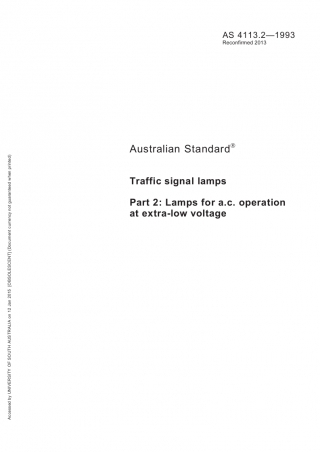 AS 4113.2—1993
Reconfirmed 2013
Australian Standard®
Traffic signal lamps
Part 2: Lamps for a.c. operation
at extra-low voltage
Accessed by UNIVERSITY OF SOUTH AUSTRALIA on 12 Jan 2015 [OBSOLESCENT] (Document currency not guaranteed when printed)